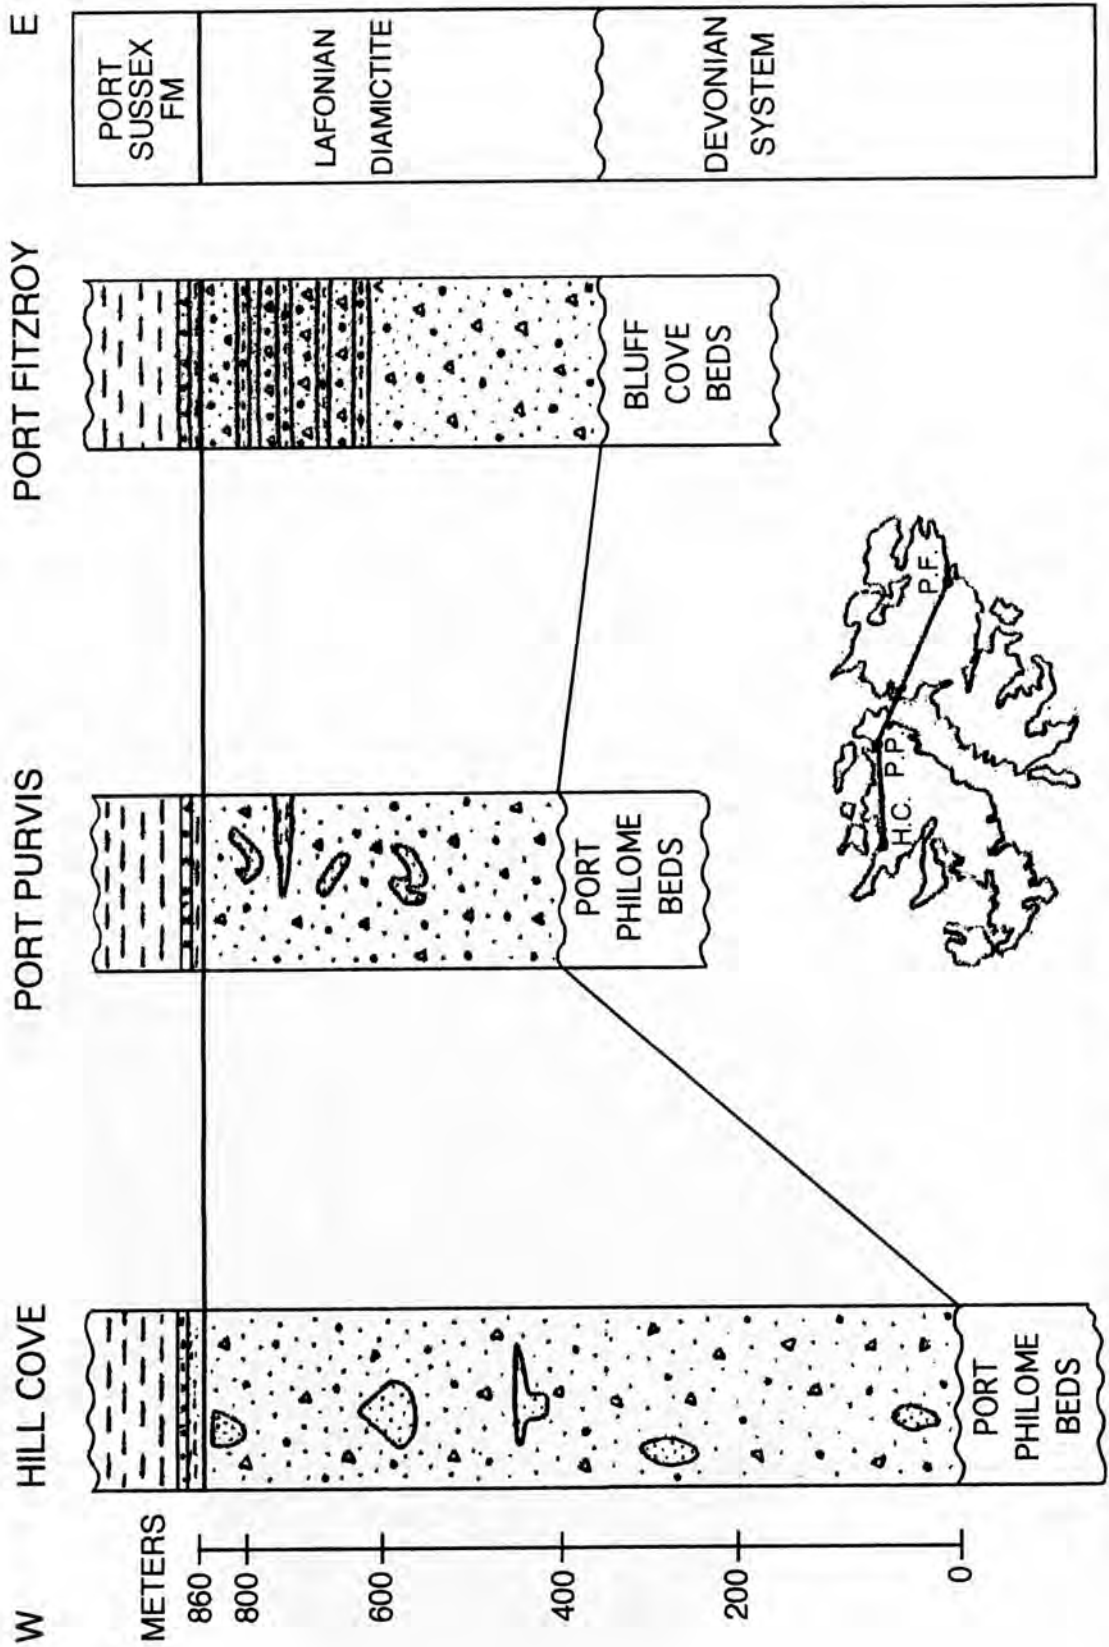 W
HILL COVE
PORT PURVIS
PORT FITZROY
E
METERS
860
800
600
400
200
0
PORT
PHILOME
BEDS
PORT
PHILOME
BEDS
BLUFF
COVE
BEDS
PORT
SUSSEX
FM
LAFONIAN
DIAMICTITE
DEVONIAN
SYSTEM
H.C.
P.P.
P.F.